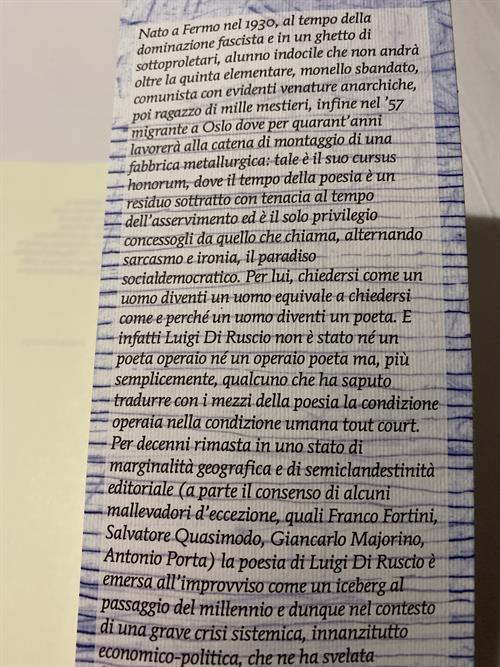 Nato a Fermo nel 1930, al tempo della
dominazione fascista e in un ghetto di
sottoproletari, alunno indocile che non andrà
oltre la quinta elementare, monello sbandato,
comunista con evidenti venature anarchiche,
poi ragazzo di mille mestieri, infine nel '57
migrante a Oslo dove per quarant'anni
lavorerà alla catena di montaggio di una
fabbrica metallurgica: tale è il suo cursus
honorum, dove il tempo della poesia è un
residuo sottratto con tenacia al tempo
dell'asservimento ed è il solo privilegio
concessogli da quello che chiama, alternando
sarcasmo e ironia, il paradiso
socialdemocratico. Per lui, chiedersi come un
uomo diventi un uomo equivale a chiedersi
come e perché un uomo diventi un poeta. E
infatti Luigi Di Ruscio non è stato né un
poeta operaio né un operaio poeta ma, più
semplicemente, qualcuno che ha saputo
tradurre con i mezzi della poesia la condizione
operaia nella condizione umana tout court.
Per decenni rimasta in uno stato di
marginalità geografica e di semiclandestinità
editoriale (a parte il consenso di alcuni
mallevadori d'eccezione, quali Franco Fortini,
Salvatore Quasimodo, Giancarlo Majorino,
Antonio Porta) la poesia di Luigi Di Ruscio è
emersa all'improvviso come un iceberg al
passaggio del millennio e dunque nel contesto
di una grave crisi sistemica, innanzitutto
economico-politica, che ne ha svelata